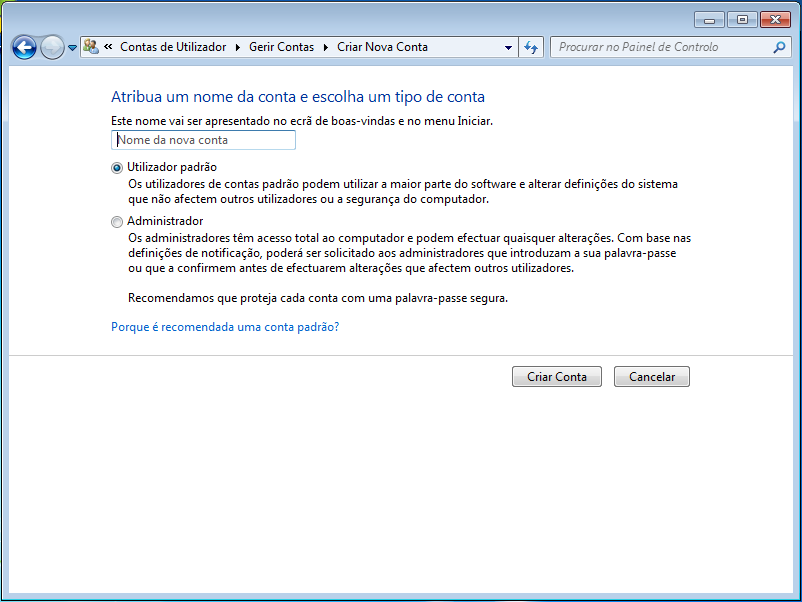 « Contas de Utilizador ▸ Gerir Contas ▸ Criar Nova Conta
Procurar no Painel de Controlo
Atribua um nome da conta e escolha um tipo de conta
Este nome vai ser apresentado no ecrã de boas-vindas e no menu Iniciar.
Nome da nova conta
Utilizador padrão
Os utilizadores de contas padrão podem utilizar a maior parte do software e alterar definições do sistema
que não afectem outros utilizadores ou a segurança do computador.
Administrador
Os administradores têm acesso total ao computador e podem efectuar quaisquer alterações. Com base nas
definições de notificação, poderá ser solicitado aos administradores que introduzam a sua palavra-passe
ou que a confirmem antes de efectuarem alterações que afectem outros utilizadores.
Recomendamos que proteja cada conta com uma palavra-passe segura.
Porque é recomendada uma conta padrão?
Criar Conta
Cancelar